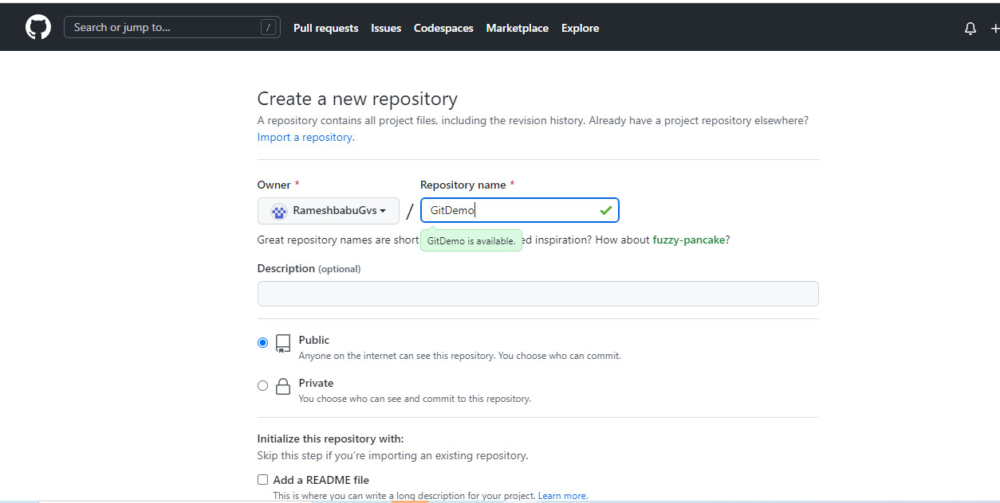 Search or jump to... /
Pull requests Issues Codespaces Marketplace Explore
Create a new repository
A repository contains all project files, including the revision history. Already have a project repository elsewhere?
Import a repository.
Owner *
Repository name *
RameshbabuGvs / GitDemo
Great repository names are short ed inspiration? How about fuzzy-pancake?
GitDemo is available.
Description (optional)
Public
Anyone on the internet can see this repository. You choose who can commit.
Private
You choose who can see and commit to this repository.
Initialize this repository with:
Skip this step if you’re importing an existing repository.
Add a README file
This is where you can write a long description for your project. Learn more.